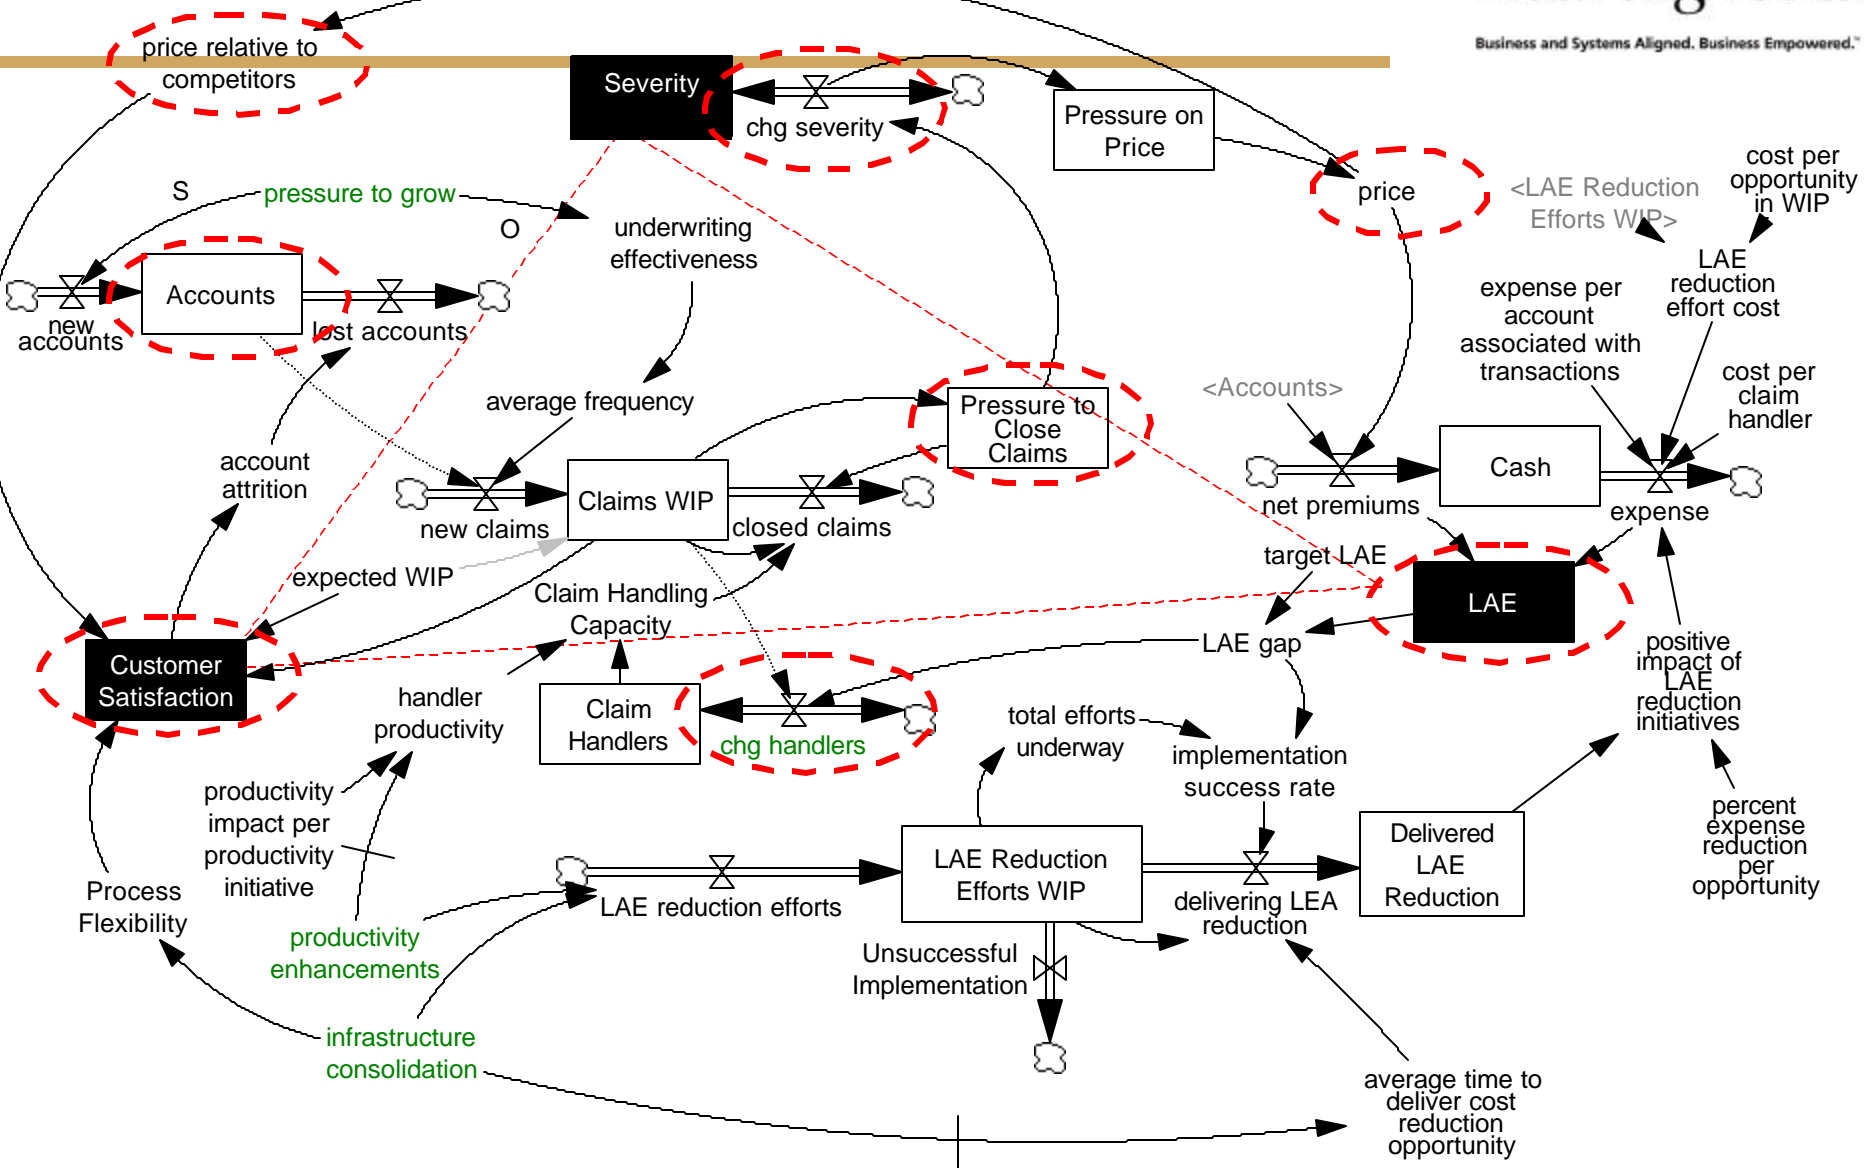 Business and Systems Aligned. Business Empowered.™
price relative to
competitors
Severity
chg severity
Pressure on
Price
price
cost per
opportunity
in WIP
<LAE Reduction
Efforts WIP>
S
pressure to grow
O
underwriting
effectiveness
LAE
reduction
effort cost
Accounts
new
accounts
lost accounts
expense per
account
associated with
transactions
cost per
claim
handler
<Accounts>
average frequency
Pressure to
Close
Claims
account
attrition
Claims WIP
new claims
closed claims
Cash
net premiums
expense
expected WIP
target LAE
Claim Handling
Capacity
LAE
LAE gap
Customer
Satisfaction
handler
productivity
Claim
Handlers
chg handlers
positive
impact of
LAE
reduction
initiatives
total efforts
underway
implementation
success rate
productivity
impact per
productivity
initiative
percent
expense
reduction
per
opportunity
Process
Flexibility
LAE Reduction
Efforts WIP
Delivered
LAE
Reduction
LAE reduction efforts
delivering LEA
reduction
productivity
enhancements
Unsuccessful
Implementation
infrastructure
consolidation
average time to
deliver cost
reduction
opportunity